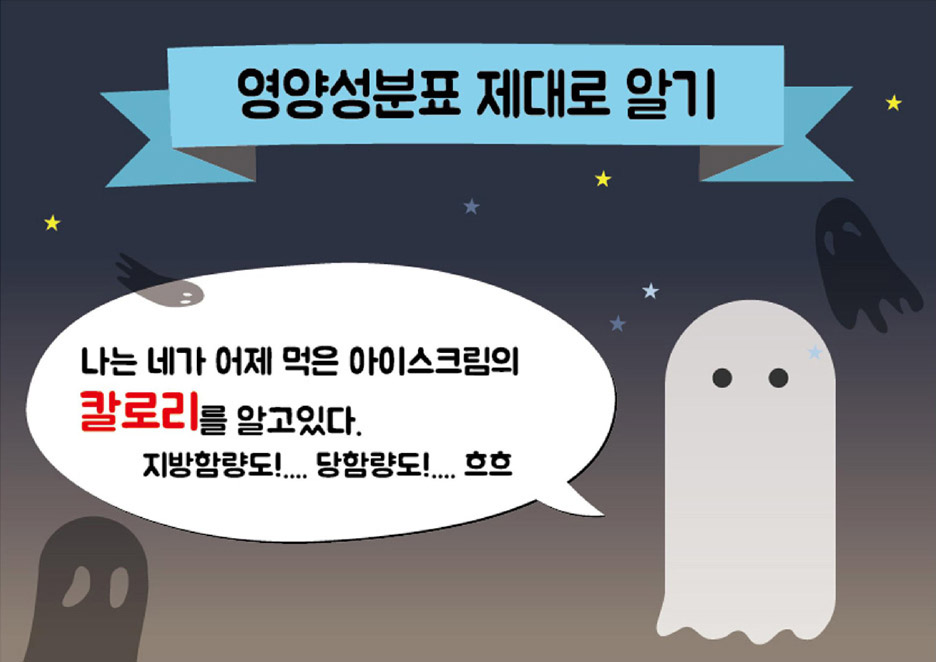 영양성분표 제대로 알기
나는 네가 어제 먹은 아이스크림의
칼로리를 알고있다.
지방함량도!.... 당함량도!.... 흐흐